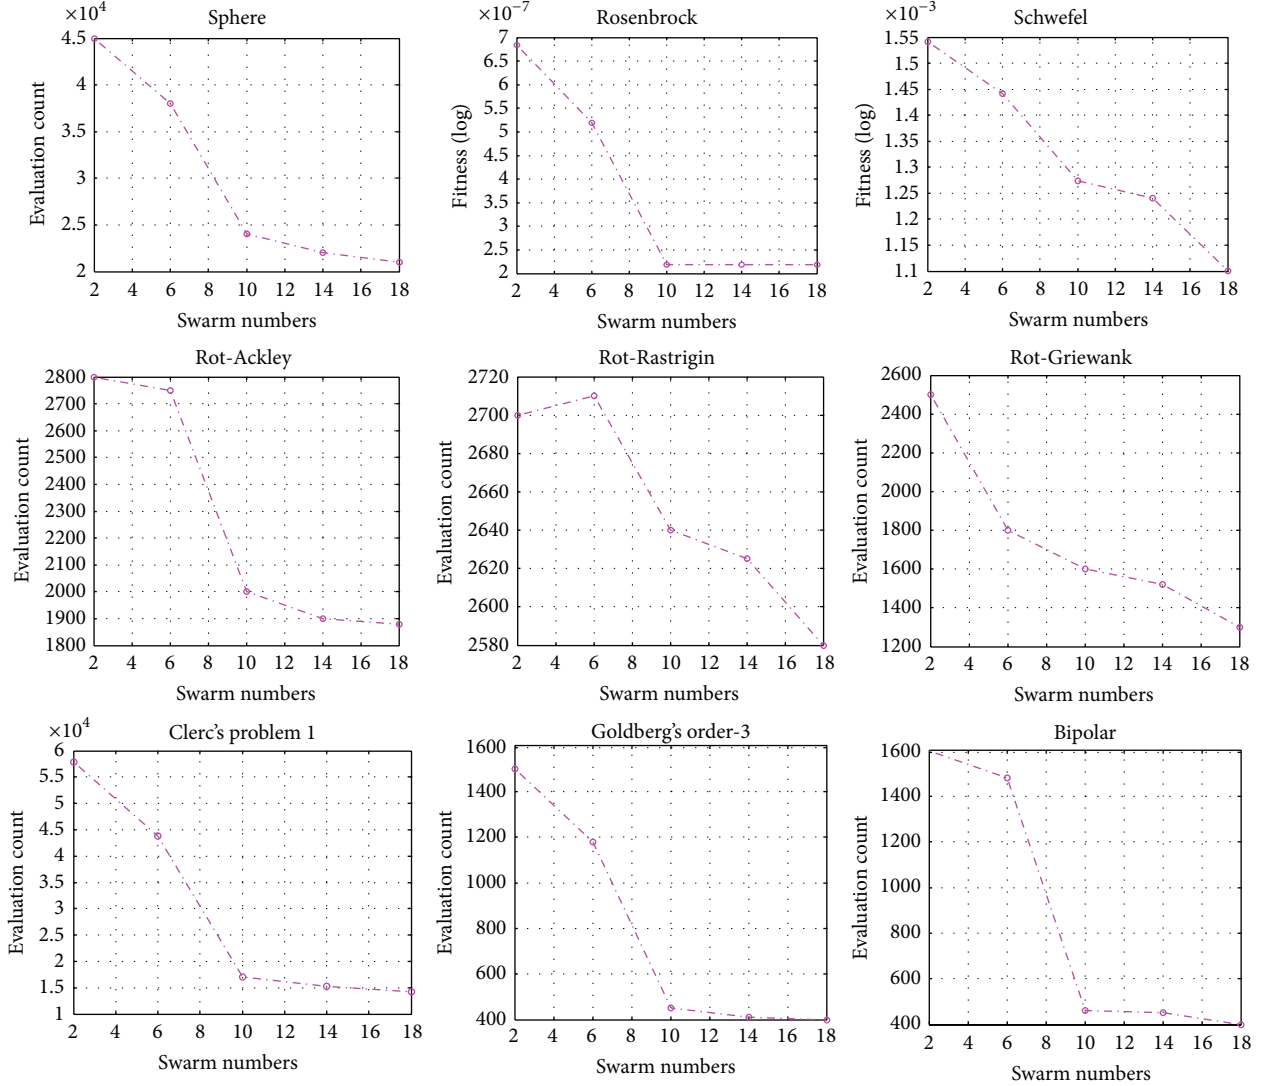 ×10⁴
Sphere
4.5
4
3.5
3
2.5
2
Evaluation count
2 4 6 8 10 12 14 16 18
Swarm numbers
×10⁻⁷
Rosenbrock
7
6.5
6
5.5
5
4.5
4
3.5
3
2.5
2
Fitness (log)
2 4 6 8 10 12 14 16 18
Swarm numbers
×10⁻³
Schwefel
1.55
1.5
1.45
1.4
1.35
1.3
1.25
1.2
1.15
1.1
Fitness (log)
2 4 6 8 10 12 14 16 18
Swarm numbers
Rot-Ackley
2800
2700
2600
2500
2400
2300
2200
2100
2000
1900
1800
Evaluation count
2 4 6 8 10 12 14 16 18
Swarm numbers
Rot-Rastrigin
2720
2700
2680
2660
2640
2620
2600
2580
Evaluation count
2 4 6 8 10 12 14 16 18
Swarm numbers
Rot-Griewank
2600
2400
2200
2000
1800
1600
1400
1200
Evaluation count
2 4 6 8 10 12 14 16 18
Swarm numbers
×10⁴
Clerc's problem 1
6
5.5
5
4.5
4
3.5
3
2.5
2
1.5
1
Evaluation count
2 4 6 8 10 12 14 16 18
Swarm numbers
Goldberg's order-3
1600
1400
1200
1000
800
600
400
Evaluation count
2 4 6 8 10 12 14 16 18
Swarm numbers
Bipolar
1600
1400
1200
1000
800
600
400
Evaluation count
2 4 6 8 10 12 14 16 18
Swarm numbers